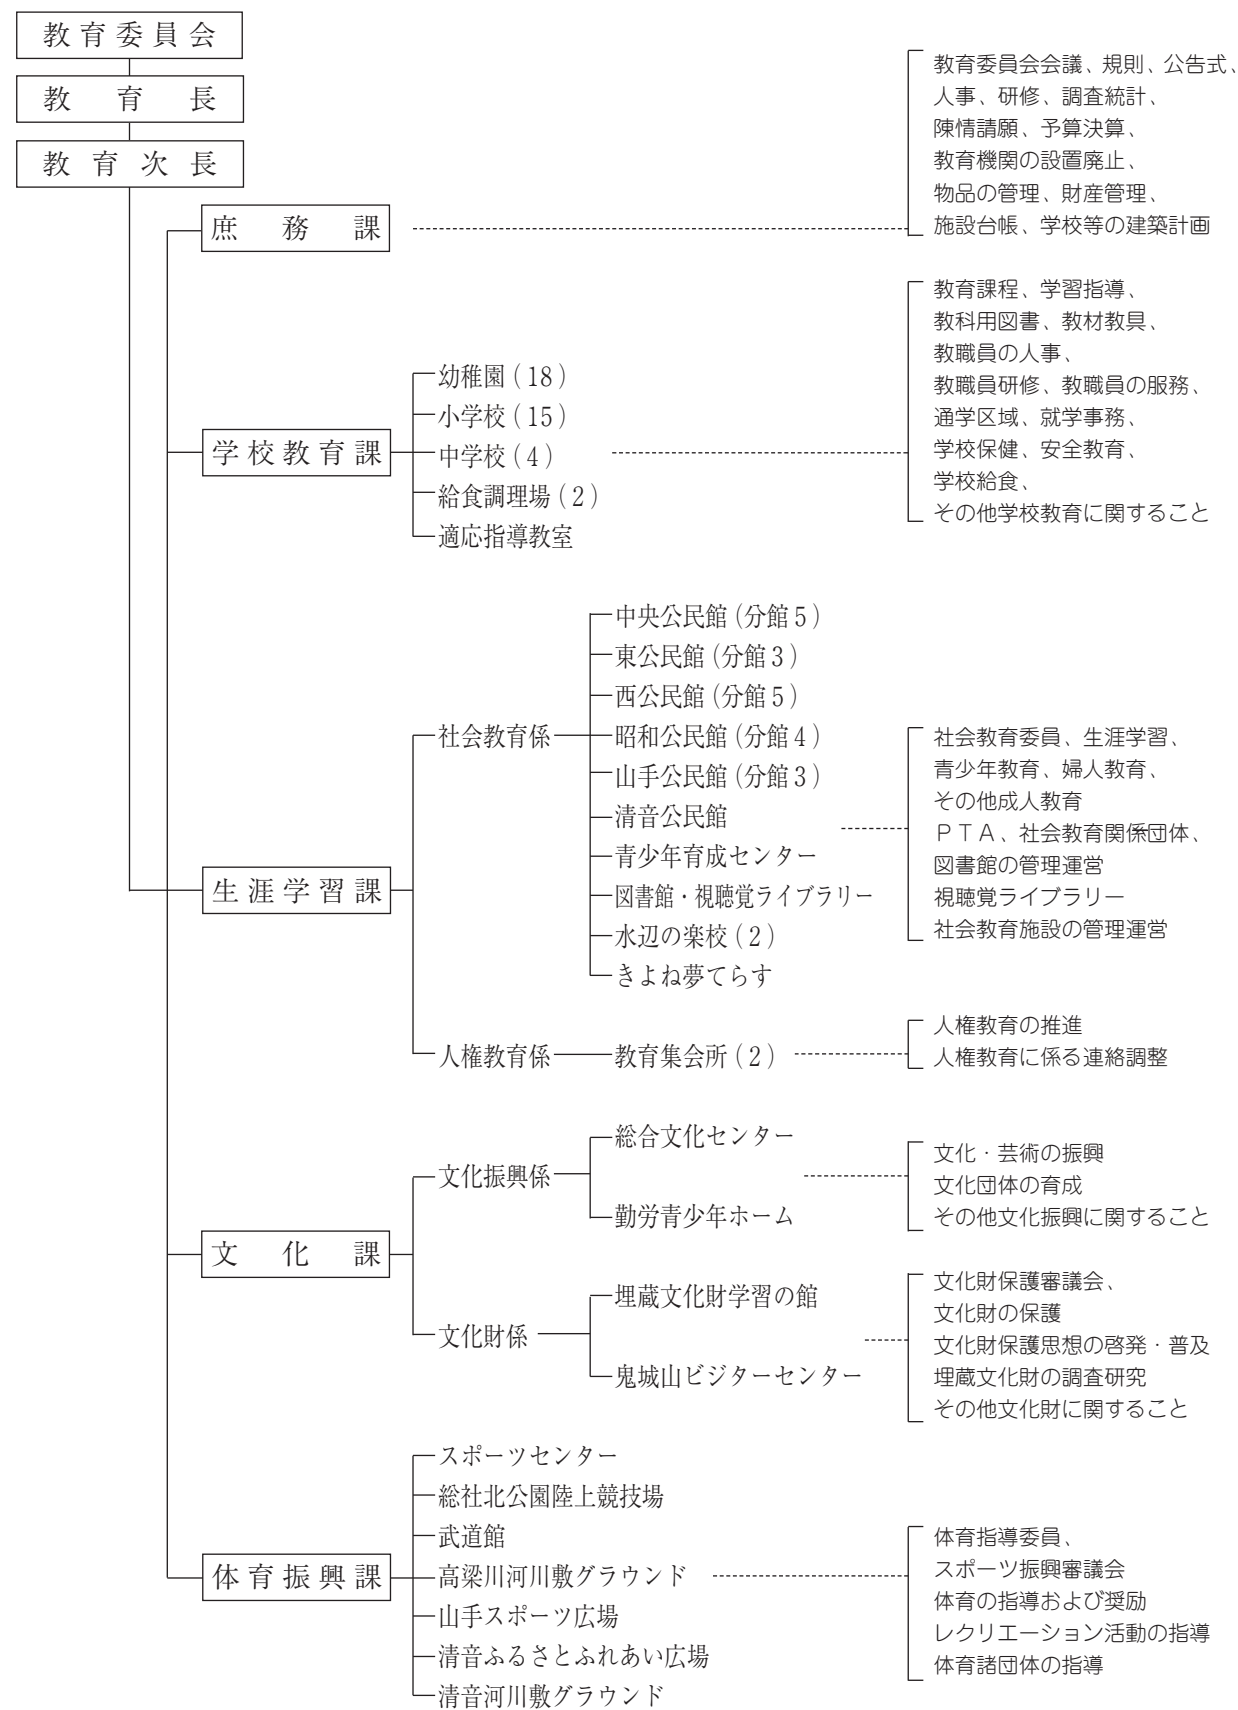 教育委員会
教育長
教育次長
庶務課
教育委員会会議、規則、公告式、
人事、研修、調査統計、
陳情請願、予算決算、
教育機関の設置廃止、
物品の管理、財産管理、
施設台帳、学校等の建築計画
学校教育課
幼稚園(18)
小学校(15)
中学校(4)
給食調理場(2)
適応指導教室
教育課程、学習指導、
教科用図書、教材教具、
教職員の人事、
教職員研修、教職員の服務、
通学区域、就学事務、
学校保健、安全教育、
学校給食、
その他学校教育に関すること
生涯学習課
社会教育係
中央公民館(分館5)
東公民館(分館3)
西公民館(分館5)
昭和公民館(分館4)
山手公民館(分館3)
清音公民館
青少年育成センター
図書館・視聴覚ライブラリー
水辺の楽校(2)
きよね夢てらす
社会教育委員、生涯学習、
青少年教育、婦人教育、
その他成人教育
PTA、社会教育関係団体、
図書館の管理運営
視聴覚ライブラリー
社会教育施設の管理運営
人権教育係
教育集会所(2)
人権教育の推進
人権教育に係る連絡調整
文化課
文化振興係
総合文化センター
勤労青少年ホーム
文化・芸術の振興
文化団体の育成
その他文化振興に関すること
文化財係
埋蔵文化財学習の館
鬼城山ビジターセンター
文化財保護審議会、
文化財の保護
文化財保護思想の啓発・普及
埋蔵文化財の調査研究
その他文化財に関すること
体育振興課
スポーツセンター
総社北公園陸上競技場
武道館
高梁川河川敷グラウンド
山手スポーツ広場
清音ふるさとふれあい広場
清音河川敷グラウンド
体育指導委員、
スポーツ振興審議会
体育の指導および奨励
レクリエーション活動の指導
体育諸団体の指導